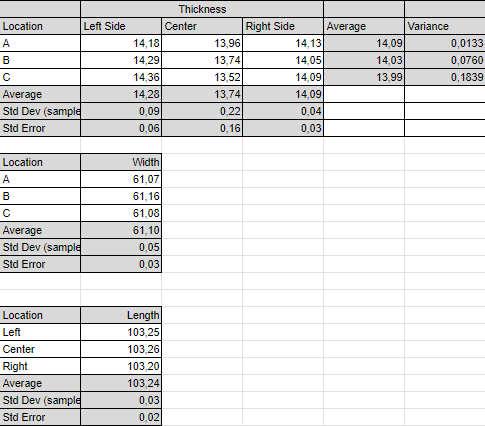 Thickness
Location Left Side Center Right Side Average Variance
A 14,18 13,96 14,13 14,09 0,0133
B 14,29 13,74 14,05 14,03 0,0760
C 14,36 13,52 14,09 13,99 0,1839
Average 14,28 13,74 14,09
Std Dev (sample 0,09 0,22 0,04
Std Error 0,06 0,16 0,03
Location Width
A 61,07
B 61,16
C 61,08
Average 61,10
Std Dev (sample 0,05
Std Error 0,03
Location Length
Left 103,25
Center 103,26
Right 103,20
Average 103,24
Std Dev (sample 0,03
Std Error 0,02